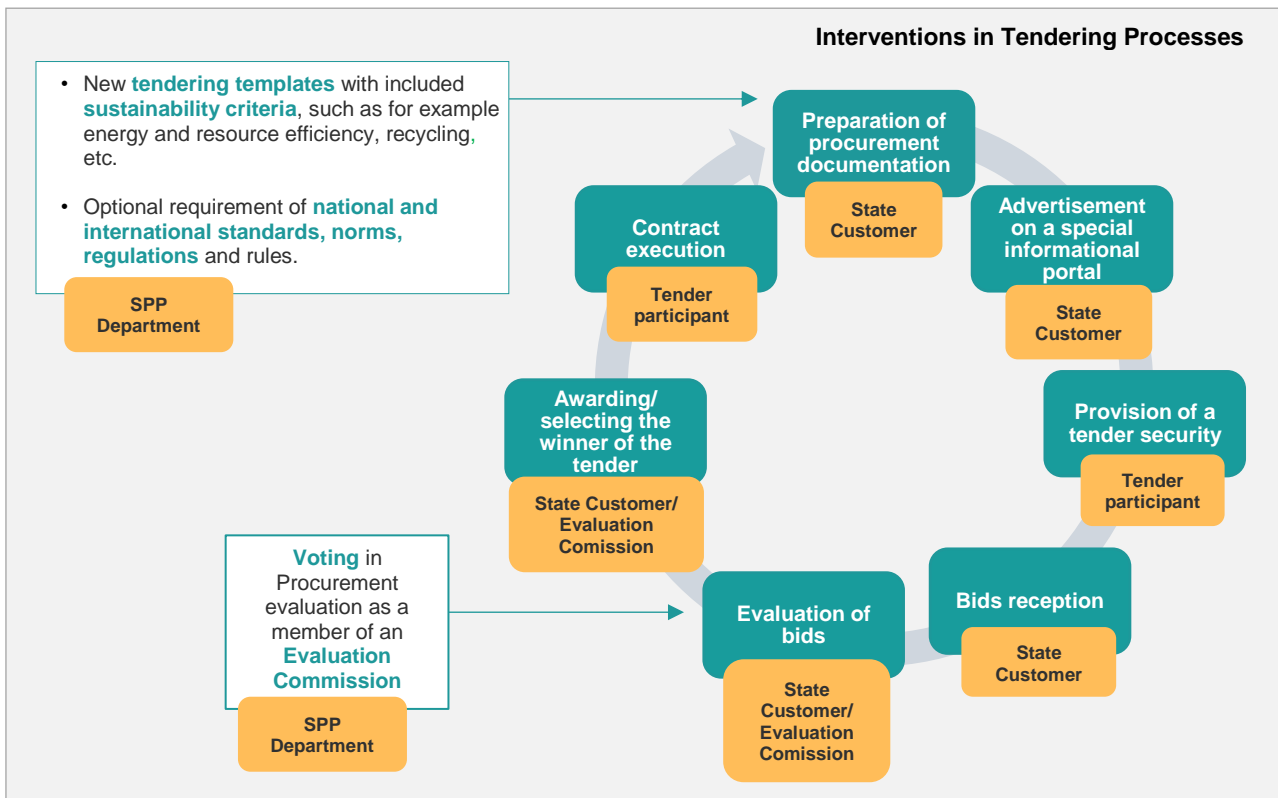 Interventions in Tendering Processes
• New tendering templates with included
sustainability criteria, such as for example
energy and resource efficiency, recycling,
etc.
• Optional requirement of national and
international standards, norms,
regulations and rules.
SPP
Department
Preparation of
procurement
documentation
State
Customer
Advertisement
on a special
informational
portal
State
Customer
Provision of a
tender security
Tender
participant
Bids reception
State
Customer
Evaluation of
bids
State
Customer/
Evaluation
Comission
Awarding/
selecting the
winner of the
tender
State Customer/
Evaluation
Comission
Contract
execution
Tender
participant
Voting in
Procurement
evaluation as a
member of an
Evaluation
Commission
SPP
Department